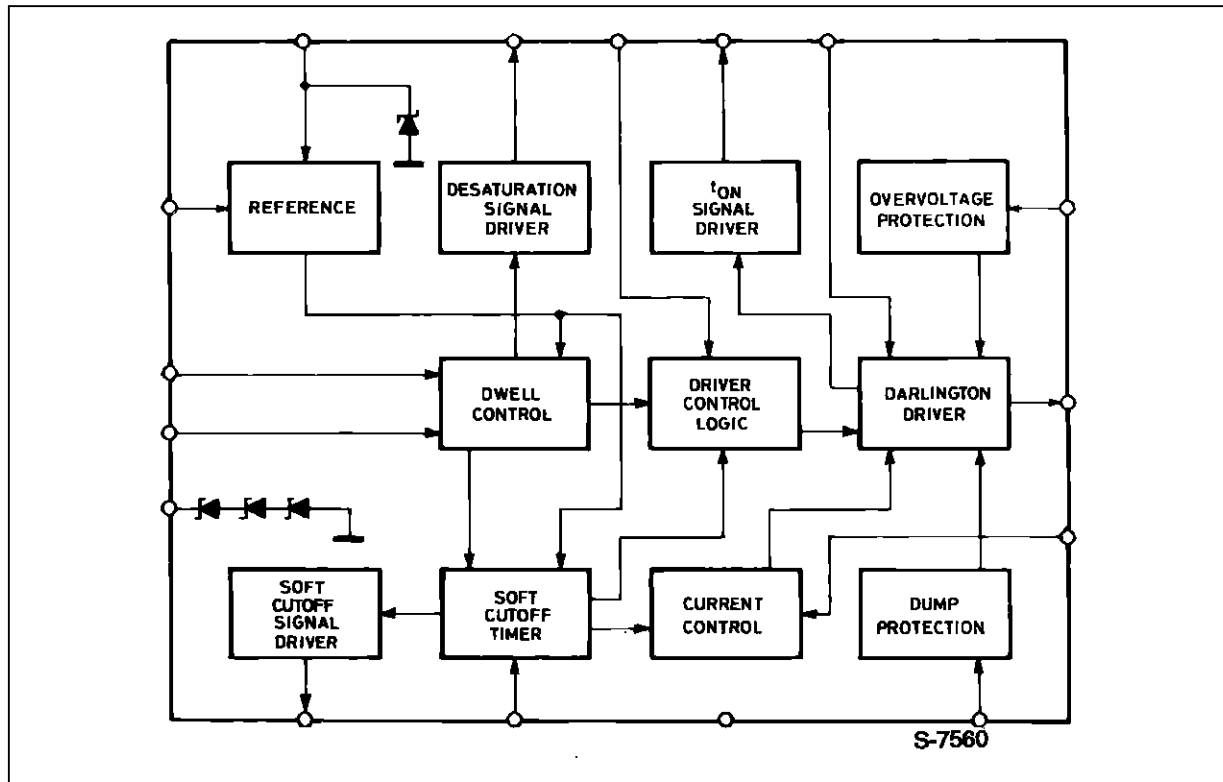 REFERENCE
DESATURATION
SIGNAL
DRIVER
tON
SIGNAL
DRIVER
OVERVOLTAGE
PROTECTION
DWELL
CONTROL
DRIVER
CONTROL
LOGIC
DARLINGTON
DRIVER
SOFT
CUTOFF
SIGNAL
DRIVER
SOFT
CUTOFF
TIMER
CURRENT
CONTROL
DUMP
PROTECTION
S-7560